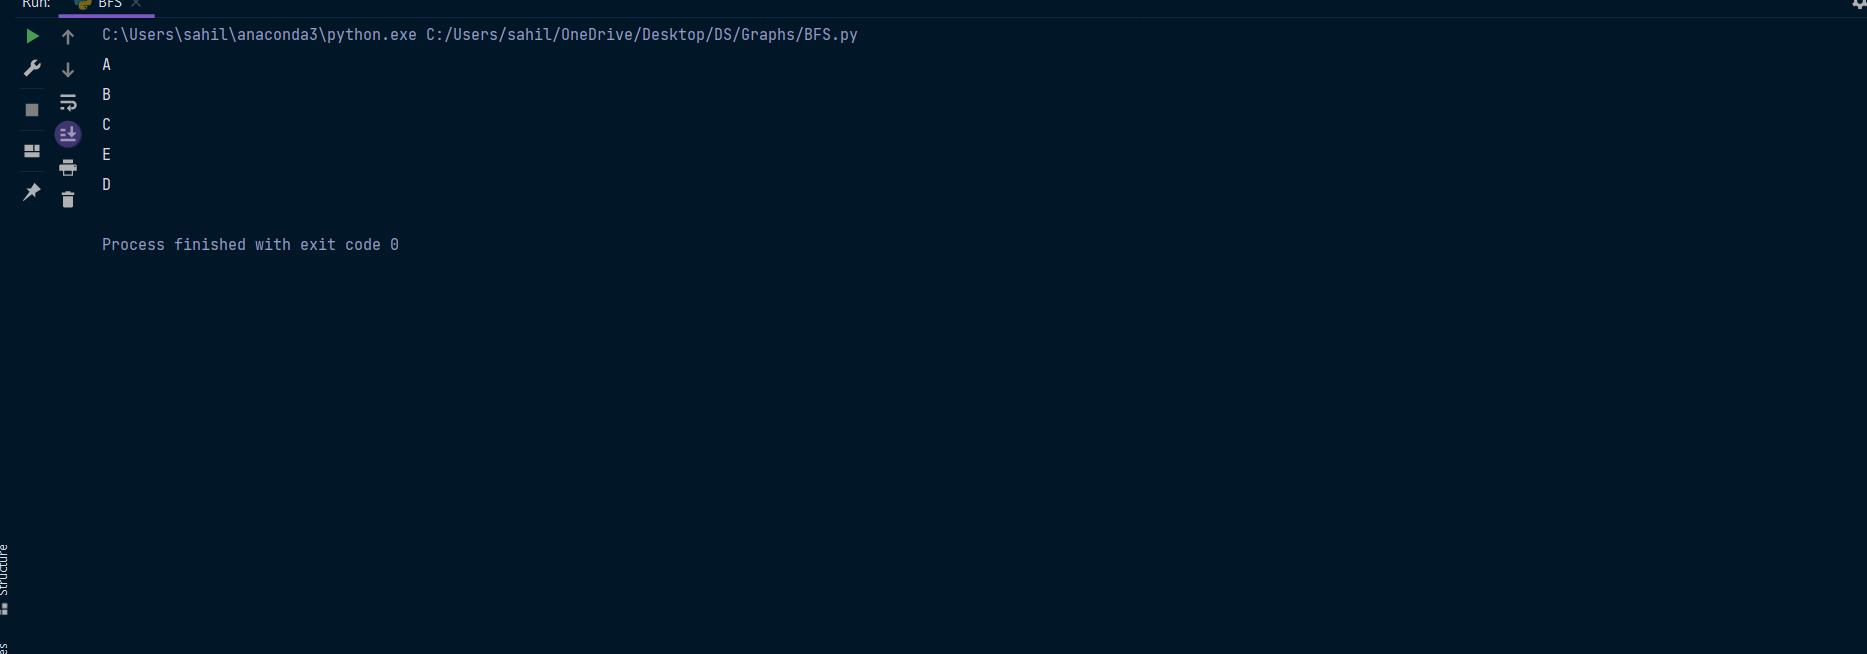 Run: BFS
C:\Users\sahil\anaconda3\python.exe C:/Users/sahil/OneDrive/Desktop/DS/Graphs/BFS.py
A
B
C
E
D
Process finished with exit code 0
Structure